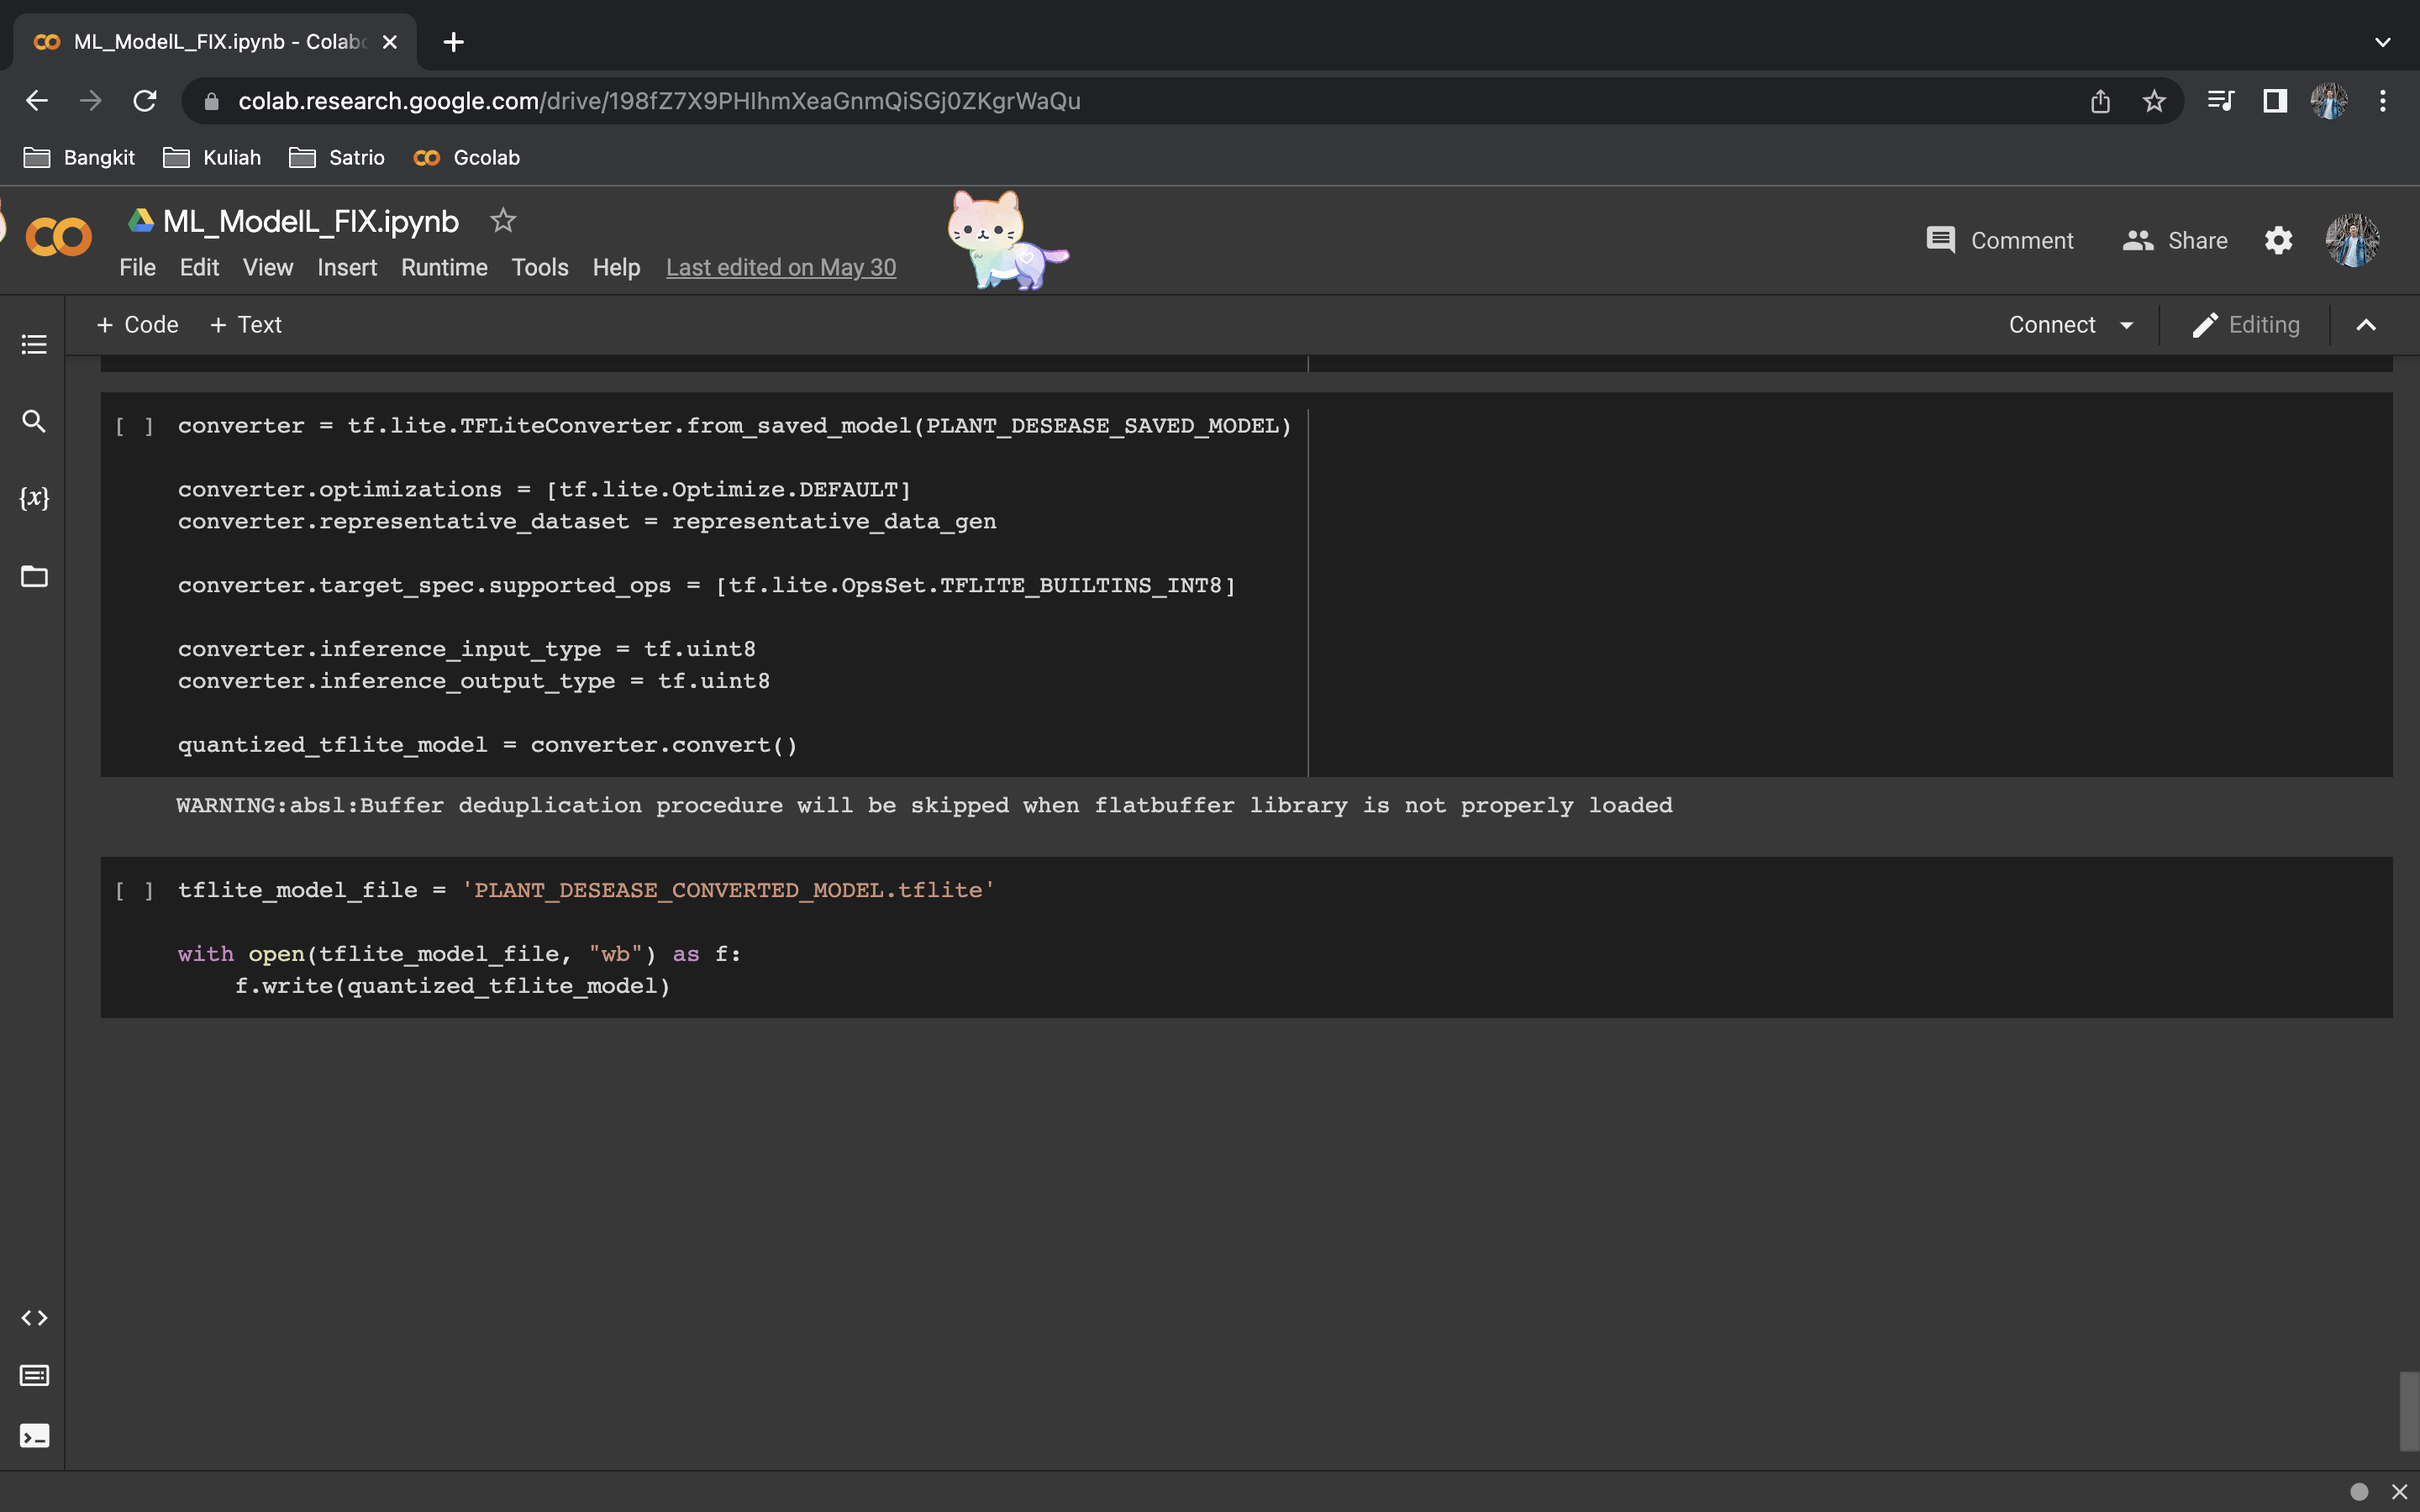 ML_ModelL_FIX.ipynb - Colab
colab.research.google.com/drive/198fZ7X9PHIhmXeaGnmQiSGj0ZKgrWaQu
Bangkit Kuliah Satrio Gcolab
ML_ModelL_FIX.ipynb
Comment Share
File Edit View Insert Runtime Tools Help Last edited on May 30
+ Code + Text Connect Editing
{x}
[ ] converter = tf.lite.TFLiteConverter.from_saved_model(PLANT_DESEASE_SAVED_MODEL)
converter.optimizations = [tf.lite.Optimize.DEFAULT]
converter.representative_dataset = representative_data_gen
converter.target_spec.supported_ops = [tf.lite.OpsSet.TFLITE_BUILTINS_INT8]
converter.inference_input_type = tf.uint8
converter.inference_output_type = tf.uint8
quantized_tflite_model = converter.convert()
WARNING:absl:Buffer deduplication procedure will be skipped when flatbuffer library is not properly loaded
[ ] tflite_model_file = 'PLANT_DESEASE_CONVERTED_MODEL.tflite'
with open(tflite_model_file, "wb") as f:
f.write(quantized_tflite_model)